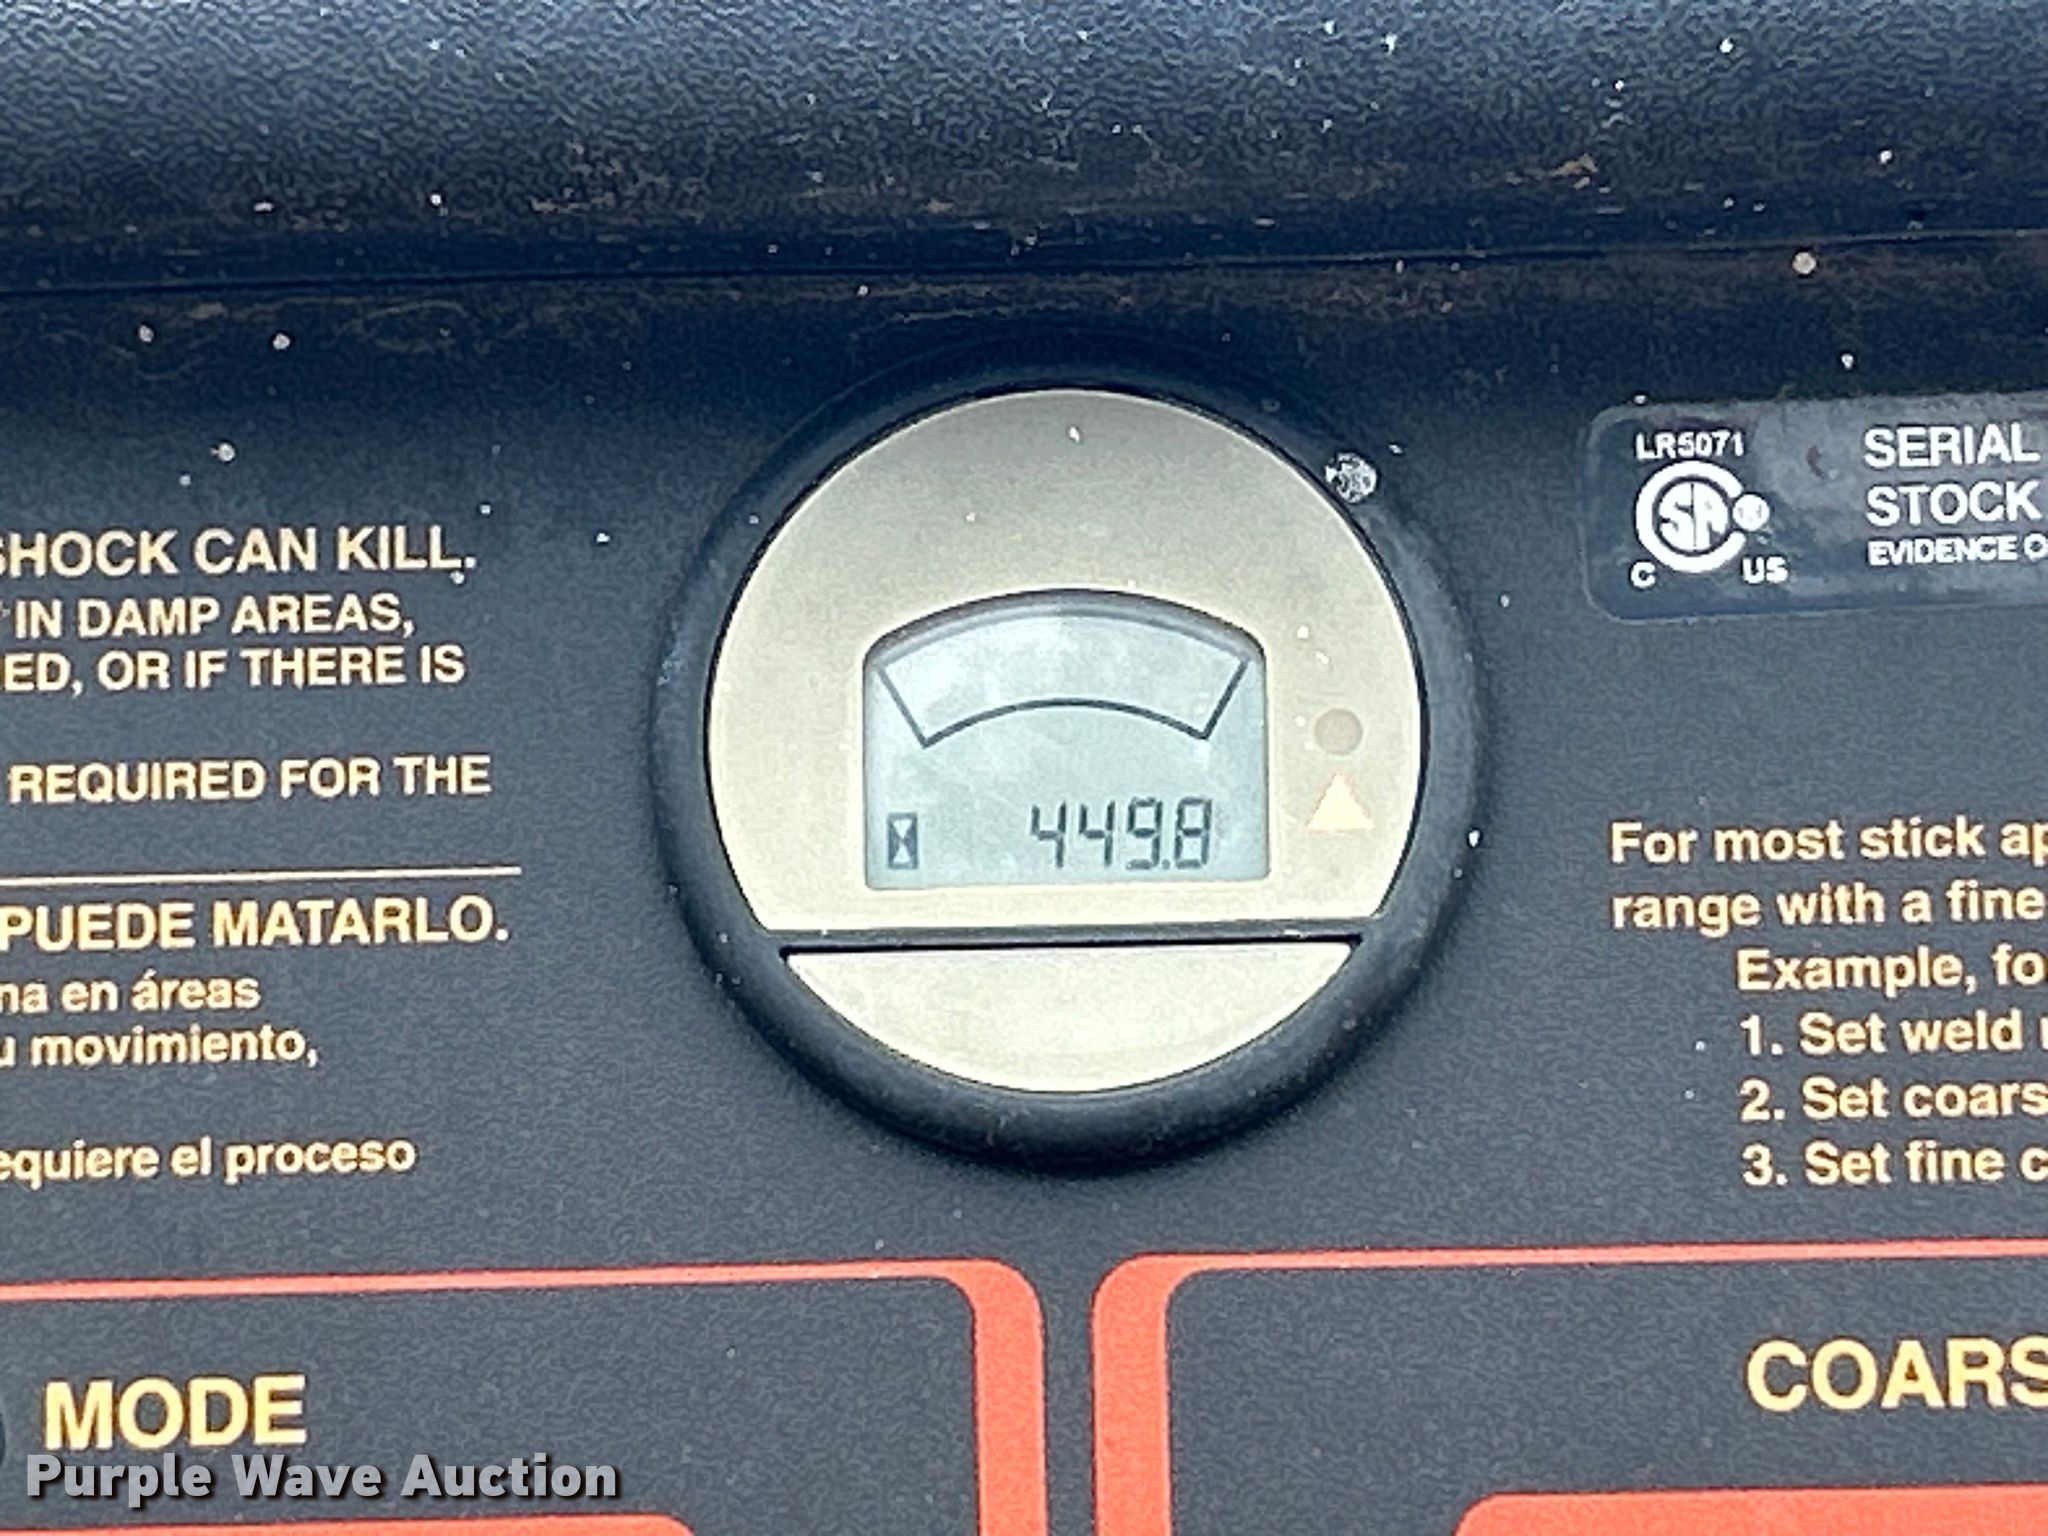 SHOCK CAN KILL.
IN DAMP AREAS,
ED, OR IF THERE IS
REQUIRED FOR THE
PUEDE MATARLO.
na en áreas
u movimiento,
equiere el proceso
449.8
LR5071
CSA
C US
SERIAL
STOCK
EVIDENCE O
For most stick ap
range with a fine
Example, fo
1. Set weld
2. Set coars
3. Set fine c
MODE
COARS
Purple Wave Auction